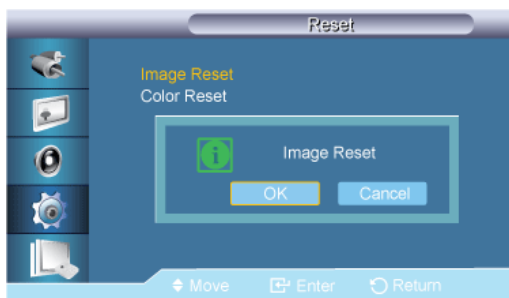 Reset
Image Reset
Color Reset
Image Reset
OK Cancel
Move Enter Return